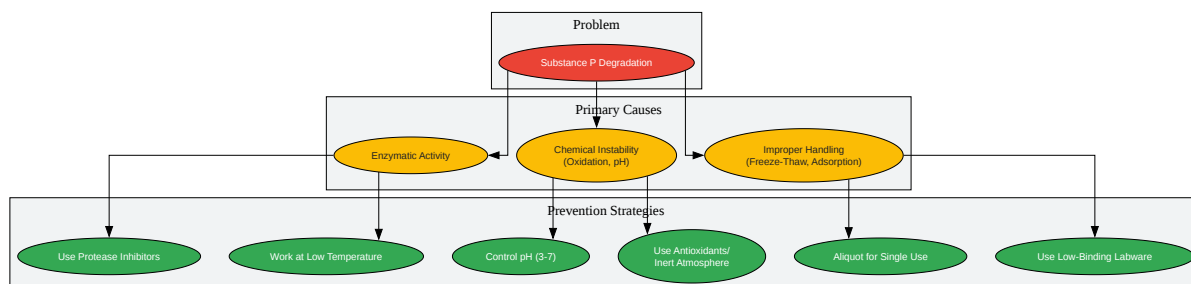 Problem
Substance P Degradation
Primary Causes
Enzymatic Activity
Chemical Instability
(Oxidation, pH)
Improper Handling
(Freeze-Thaw, Adsorption)
Prevention Strategies
Use Protease Inhibitors
Work at Low Temperature
Control pH (3-7)
Use Antioxidants/
Inert Atmosphere
Aliquot for Single Use
Use Low-Binding Labware